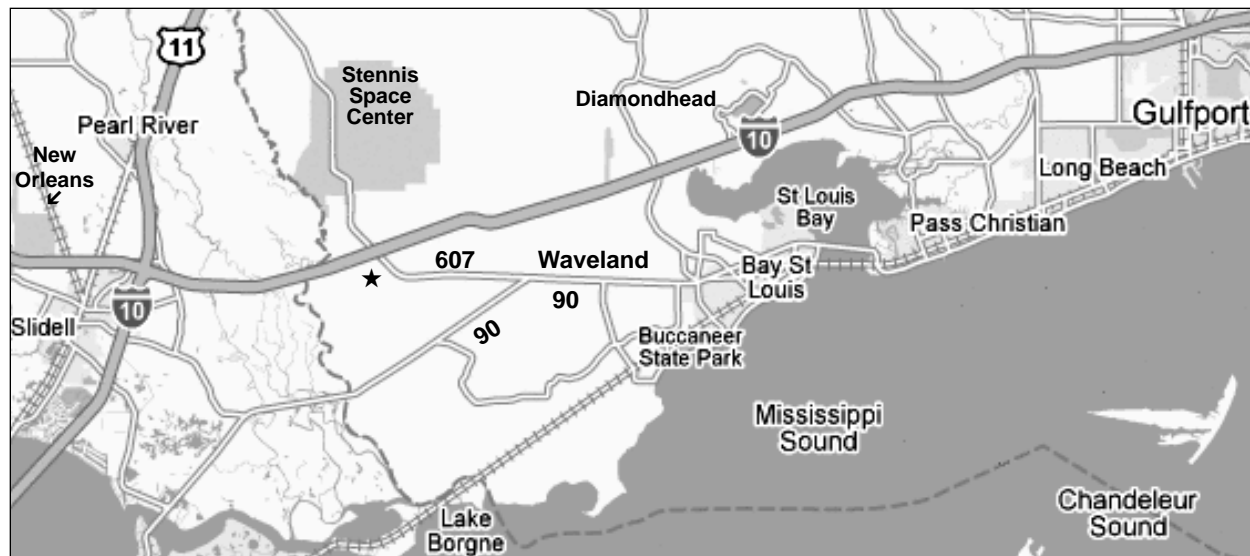 11
Stennis
Space
Center
Pearl River
New
Orleans
Diamondhead
10
Gulfport
Long Beach
St Louis
Bay
Pass Christian
607
Waveland
Bay St
Louis
90
10
Slidell
90
Buccaneer
State Park
Mississippi
Sound
Chandeleur
Sound
Lake
Borgne